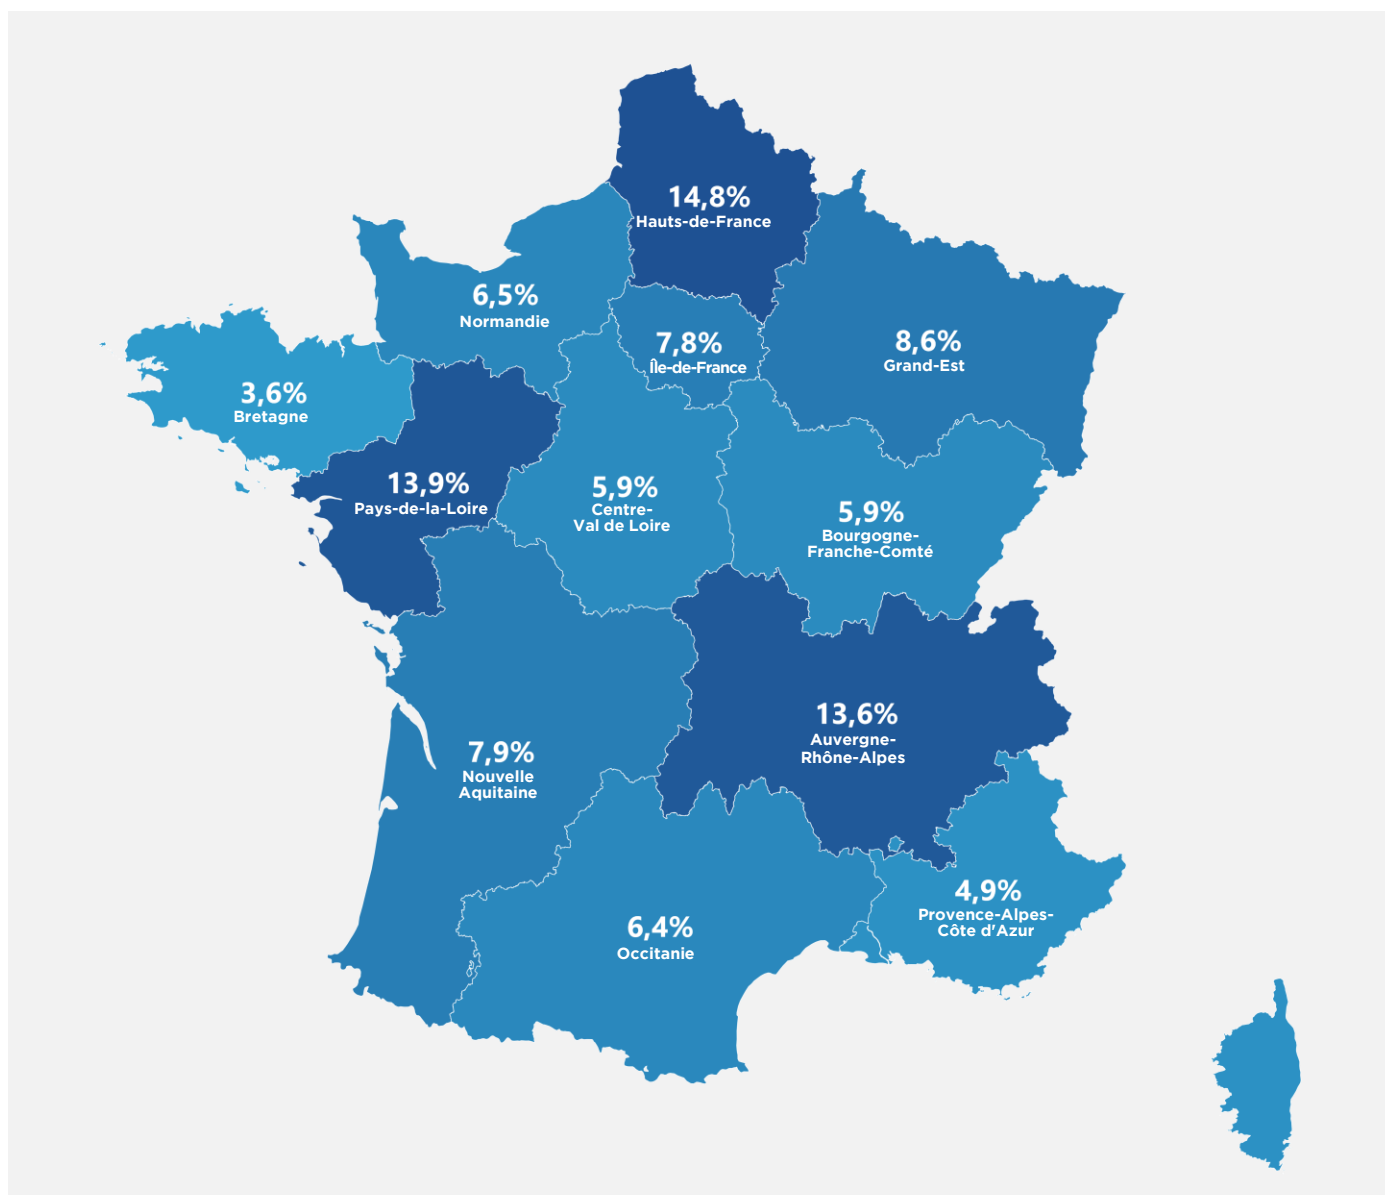 14,8%
Hauts-de-France
6,5%
Normandie
7,8%
Île-de-France
8,6%
Grand-Est
3,6%
Bretagne
13,9%
Pays-de-la-Loire
5,9%
Centre-
Val de Loire
5,9%
Bourgogne-
Franche-Comté
13,6%
Auvergne-
Rhône-Alpes
7,9%
Nouvelle
Aquitaine
4,9%
Provence-Alpes-
Côte d'Azur
6,4%
Occitanie